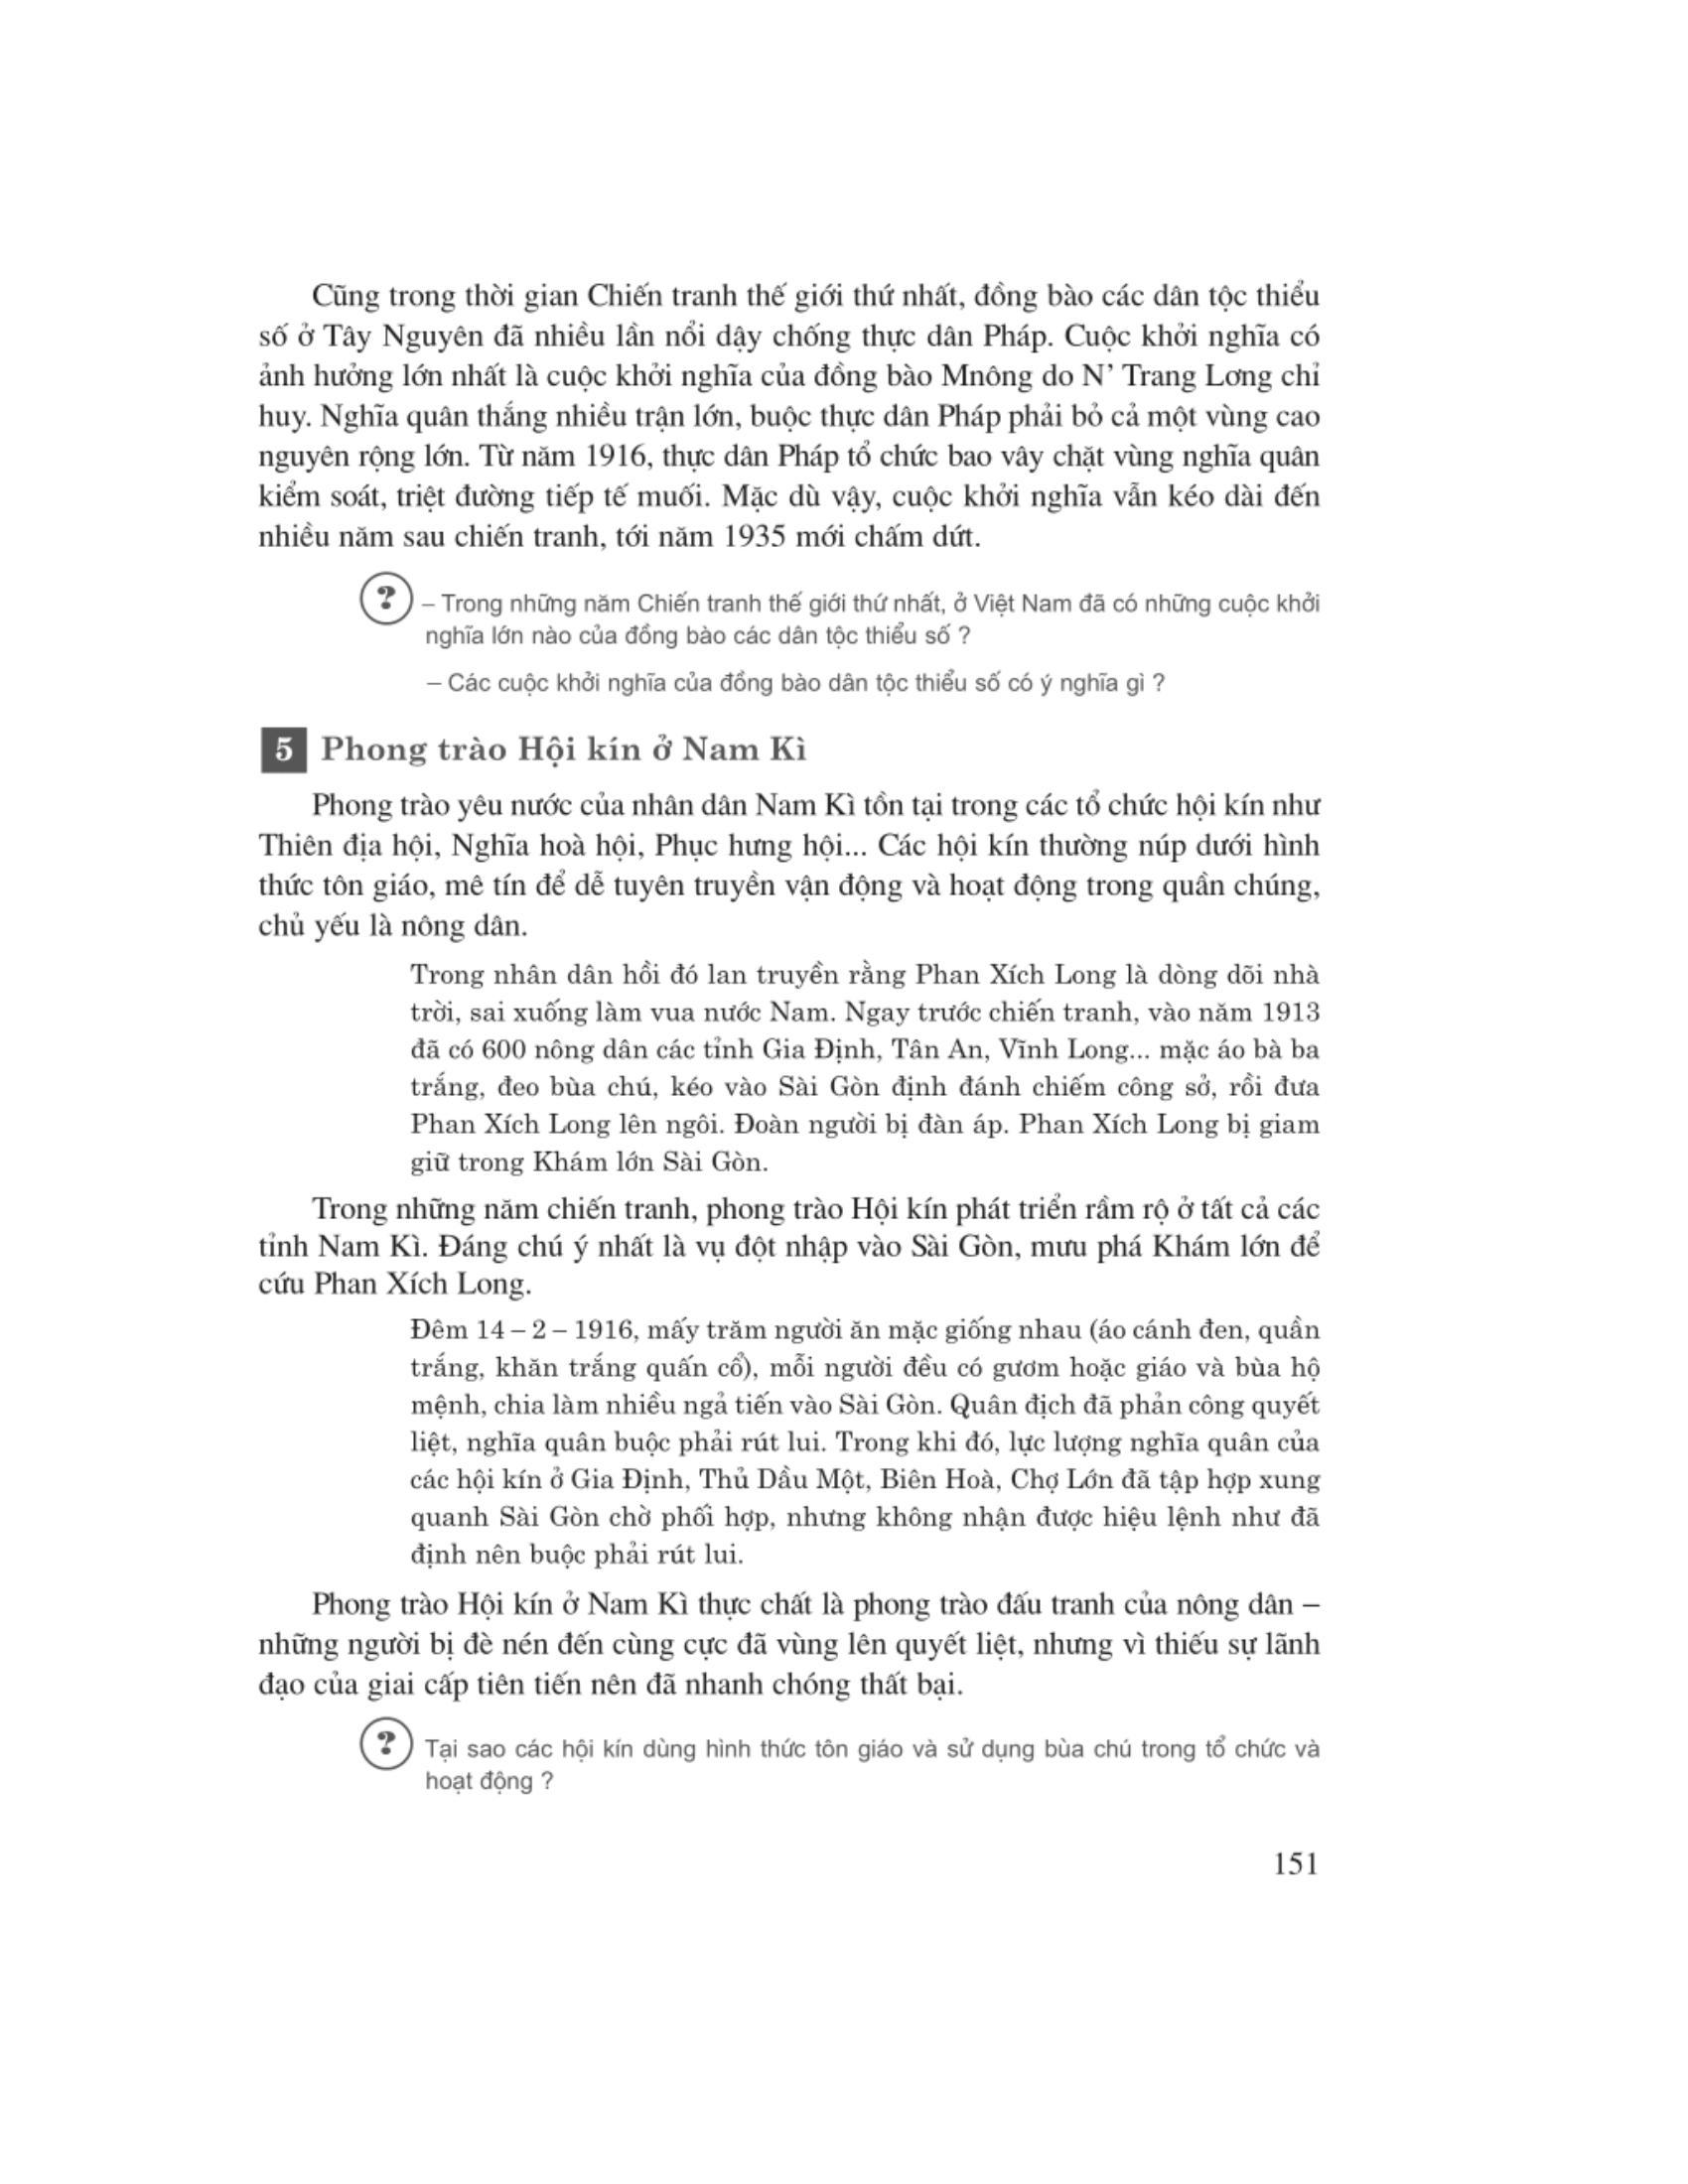 Cũng trong thời gian Chiến tranh thế giới thứ nhất, đồng bào các dân tộc thiểu
số ở Tây Nguyên đã nhiều lần nổi dậy chống thực dân Pháp. Cuộc khởi nghĩa có
ảnh hưởng lớn nhất là cuộc khởi nghĩa của đồng bào Mnông do N’ Trang Lơng chỉ
huy. Nghĩa quân thắng nhiều trận lớn, buộc thực dân Pháp phải bỏ cả một vùng cao
nguyên rộng lớn. Từ năm 1916, thực dân Pháp tổ chức bao vây chặt vùng nghĩa quân
kiểm soát, triệt đường tiếp tế muối. Mặc dù vậy, cuộc khởi nghĩa vẫn kéo dài đến
nhiều năm sau chiến tranh, tới năm 1935 mới chấm dứt.
? – Trong những năm Chiến tranh thế giới thứ nhất, ở Việt Nam đã có những cuộc khởi
nghĩa lớn nào của đồng bào các dân tộc thiểu số ?
– Các cuộc khởi nghĩa của đồng bào dân tộc thiểu số có ý nghĩa gì ?
5 Phong trào Hội kín ở Nam Kì
Phong trào yêu nước của nhân dân Nam Kì tồn tại trong các tổ chức hội kín như
Thiên địa hội, Nghĩa hoà hội, Phục hưng hội... Các hội kín thường núp dưới hình
thức tôn giáo, mê tín để dễ tuyên truyền vận động và hoạt động trong quần chúng,
chủ yếu là nông dân.
Trong nhân dân hồi đó lan truyền rằng Phan Xích Long là dòng dõi nhà
trời, sai xuống làm vua nước Nam. Ngay trước chiến tranh, vào năm 1913
đã có 600 nông dân các tỉnh Gia Định, Tân An, Vĩnh Long... mặc áo bà ba
trắng, đeo bùa chú, kéo vào Sài Gòn định đánh chiếm công sở, rồi đưa
Phan Xích Long lên ngôi. Đoàn người bị đàn áp. Phan Xích Long bị giam
giữ trong Khám lớn Sài Gòn.
Trong những năm chiến tranh, phong trào Hội kín phát triển rầm rộ ở tất cả các
tỉnh Nam Kì. Đáng chú ý nhất là vụ đột nhập vào Sài Gòn, mưu phá Khám lớn để
cứu Phan Xích Long.
Đêm 14 – 2 – 1916, mấy trăm người ăn mặc giống nhau (áo cánh đen, quần
trắng, khăn trắng quấn cổ), mỗi người đều có gươm hoặc giáo và bùa hộ
mệnh, chia làm nhiều ngả tiến vào Sài Gòn. Quân địch đã phản công quyết
liệt, nghĩa quân buộc phải rút lui. Trong khi đó, lực lượng nghĩa quân của
các hội kín ở Gia Định, Thủ Dầu Một, Biên Hoà, Chợ Lớn đã tập hợp xung
quanh Sài Gòn chờ phối hợp, nhưng không nhận được hiệu lệnh như đã
định nên buộc phải rút lui.
Phong trào Hội kín ở Nam Kì thực chất là phong trào đấu tranh của nông dân –
những người bị đè nén đến cùng cực đã vùng lên quyết liệt, nhưng vì thiếu sự lãnh
đạo của giai cấp tiên tiến nên đã nhanh chóng thất bại.
? Tại sao các hội kín dùng hình thức tôn giáo và sử dụng bùa chú trong tổ chức và
hoạt động ?
151